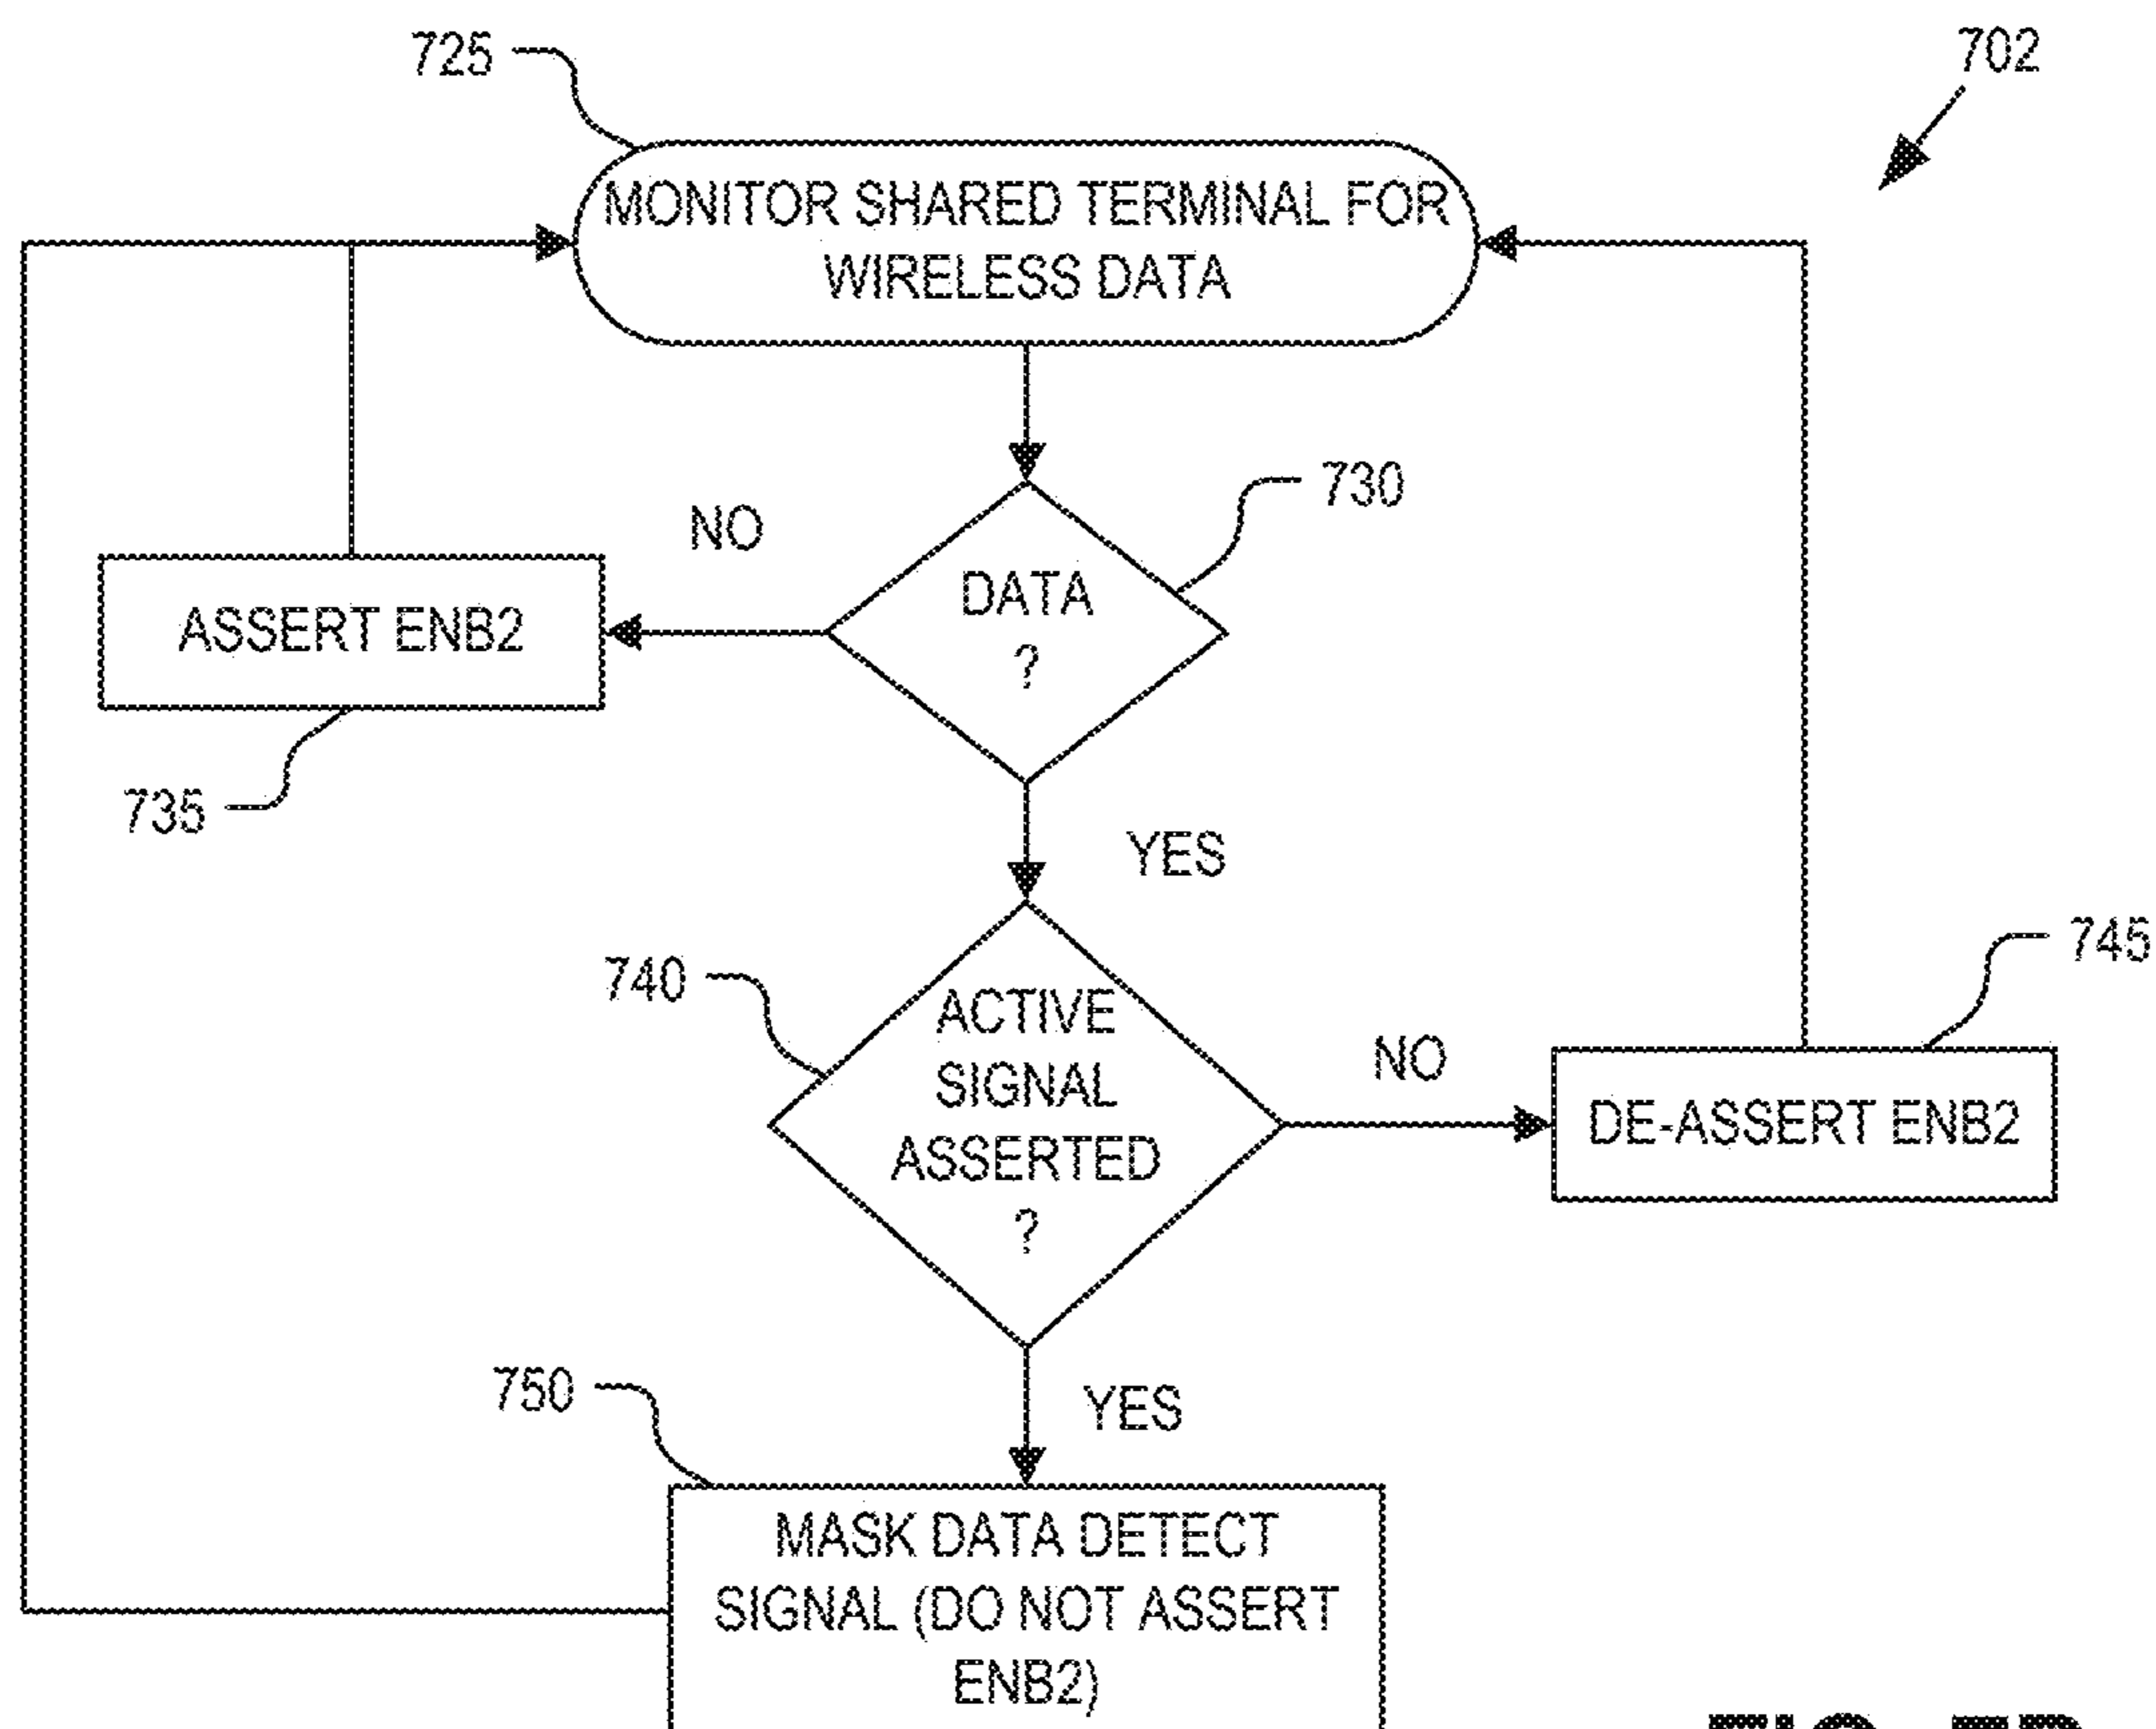 725
702
MONITOR SHARED TERMINAL FOR
WIRELESS DATA
730
NO
DATA
?
ASSERT ENB2
735
YES
745
740
ACTIVE
SIGNAL
ASSERTED
?
NO
DE-ASSERT ENB2
750
YES
MASK DATA DETECT
SIGNAL (DO NOT ASSERT
ENB2)